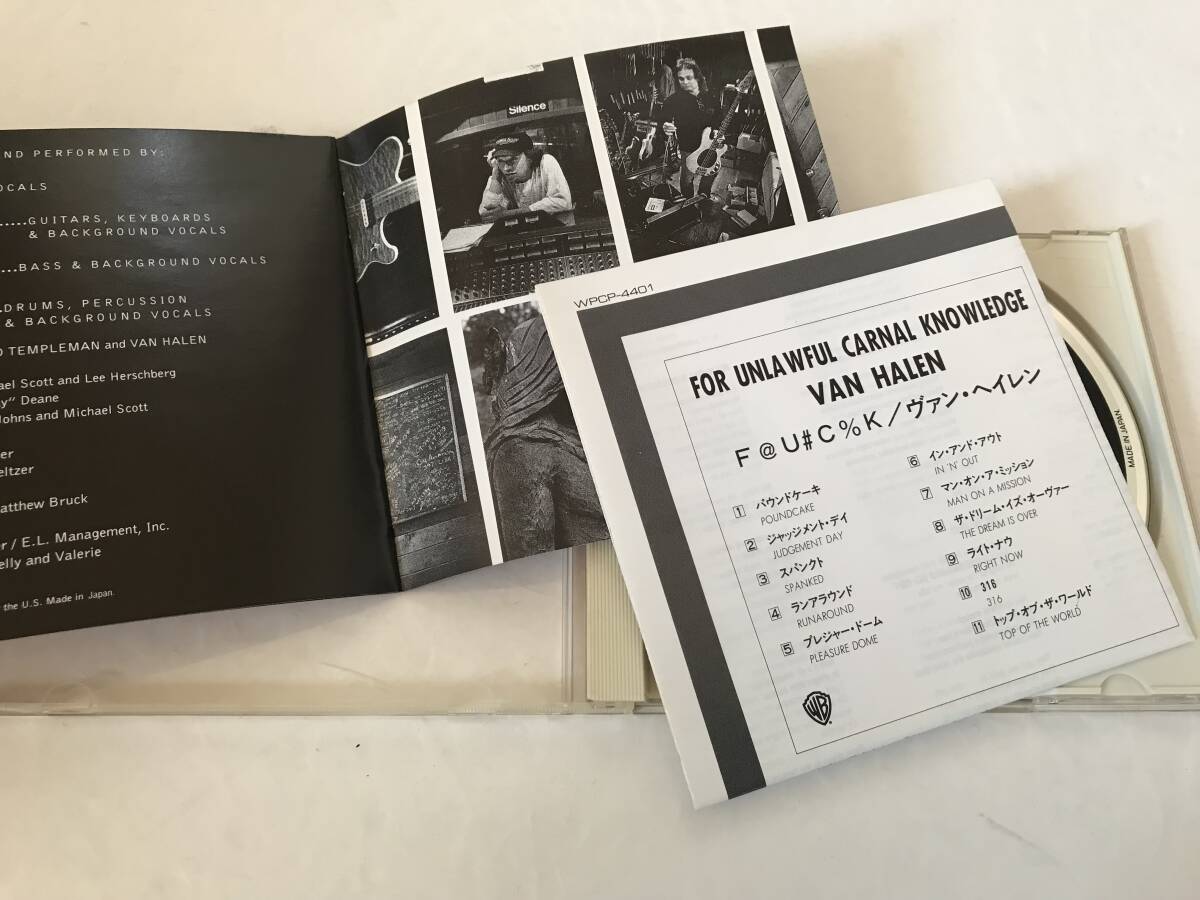 ND PERFORMED BY:
OCALS
.....GUITARS, KEYBOARDS
& BACKGROUND VOCALS
...BASS & BACKGROUND VOCALS
.DRUMS, PERCUSSION
& BACKGROUND VOCALS
D TEMPLEMAN and VAN HALEN
ael Scott and Lee Herschberg
y" Deane
Johns and Michael Scott
er
eltzer
atthew Bruck
r / E.L. Management, Inc.
elly and Valerie
the U.S. Made in Japan.
Silence
WPCP-4401
FOR UNLAWFUL CARNAL KNOWLEDGE
VAN HALEN
F@U#C%K/ヴァン・ヘイレン
1 パウンドケーキ
POUNDCAKE
2 ジャッジメント・デイ
JUDGEMENT DAY
3 スパンクト
SPANKED
4 ランアラウンド
RUNAROUND
5 プレジャー・ドーム
PLEASURE DOME
6 イン・アンド・アウト
IN 'N' OUT
7 マン・オン・ア・ミッション
MAN ON A MISSION
8 ザ・ドリーム・イズ・オーヴァー
THE DREAM IS OVER
9 ライト・ナウ
RIGHT NOW
10 316
316
11 トップ・オブ・ザ・ワールド
TOP OF THE WORLD
WB
MADE IN JAPAN.